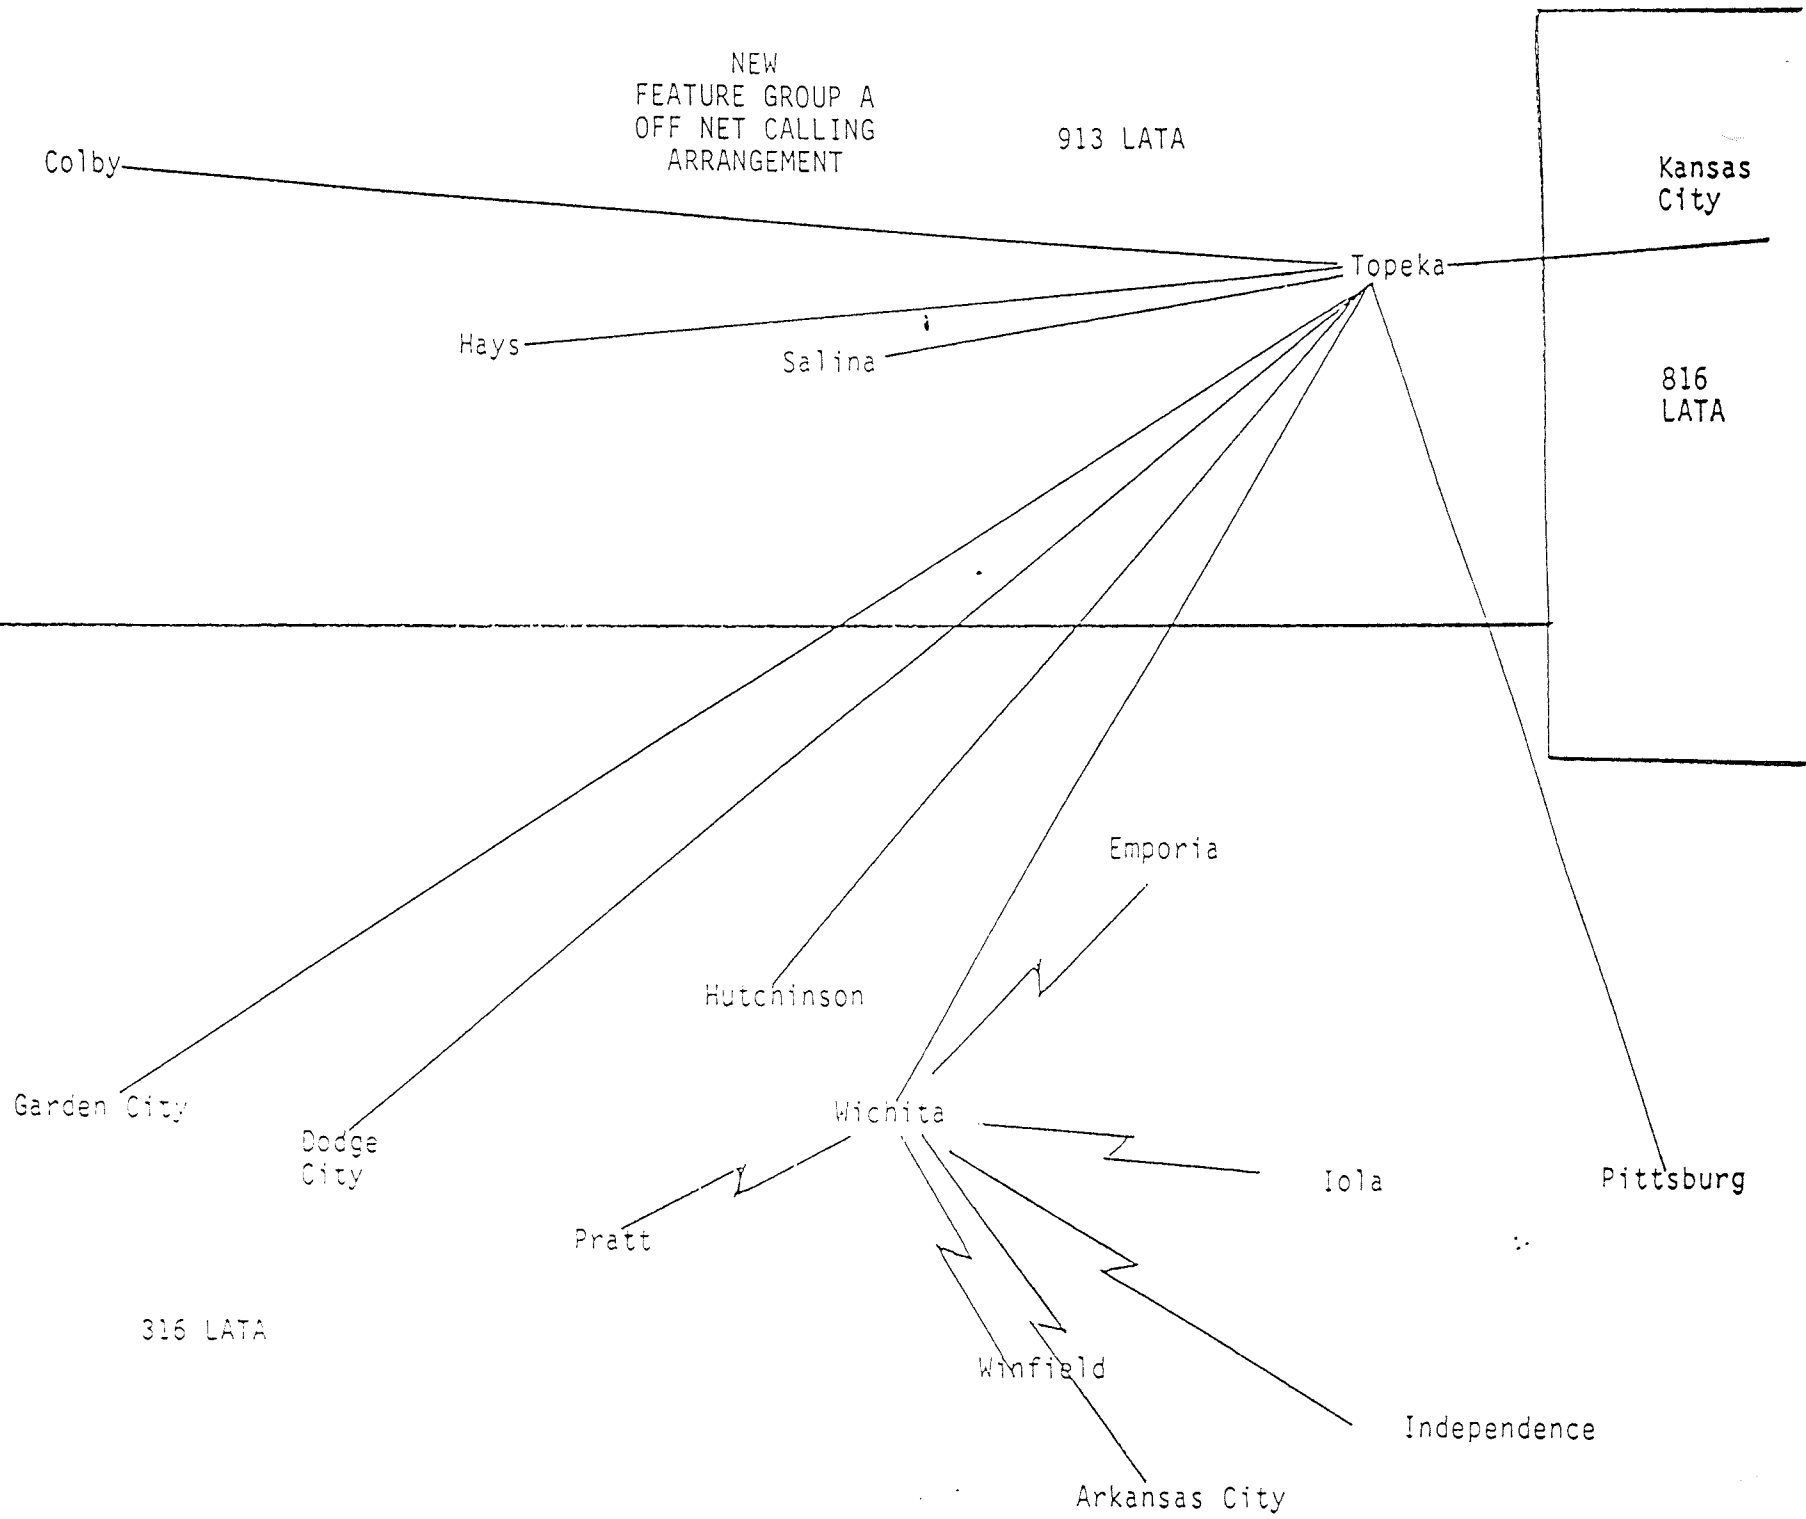 NEW
FEATURE GROUP A
OFF NET CALLING
ARRANGEMENT
913 LATA
Colby
Kansas
City
Topeka
Hays
Salina
816
LATA
Emporia
Hutchinson
Garden City
Wichita
Dodge
City
Iola
Pittsburg
Pratt
316 LATA
Winfield
Independence
Arkansas City